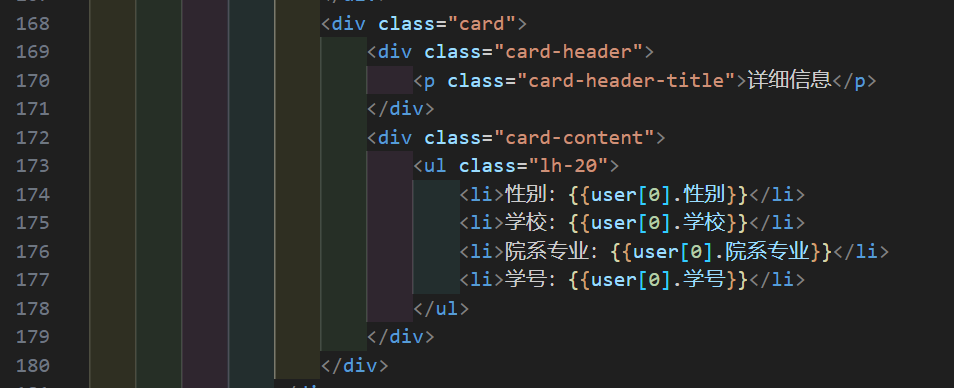 168 <div class="card">
169 <div class="card-header">
170 <p class="card-header-title">详细信息</p>
171 </div>
172 <div class="card-content">
173 <ul class="lh-20">
174 <li>性别: {{user[0].性别}}</li>
175 <li>学校: {{user[0].学校}}</li>
176 <li>院系专业: {{user[0].院系专业}}</li>
177 <li>学号: {{user[0].学号}}</li>
178 </ul>
179 </div>
180 </div>